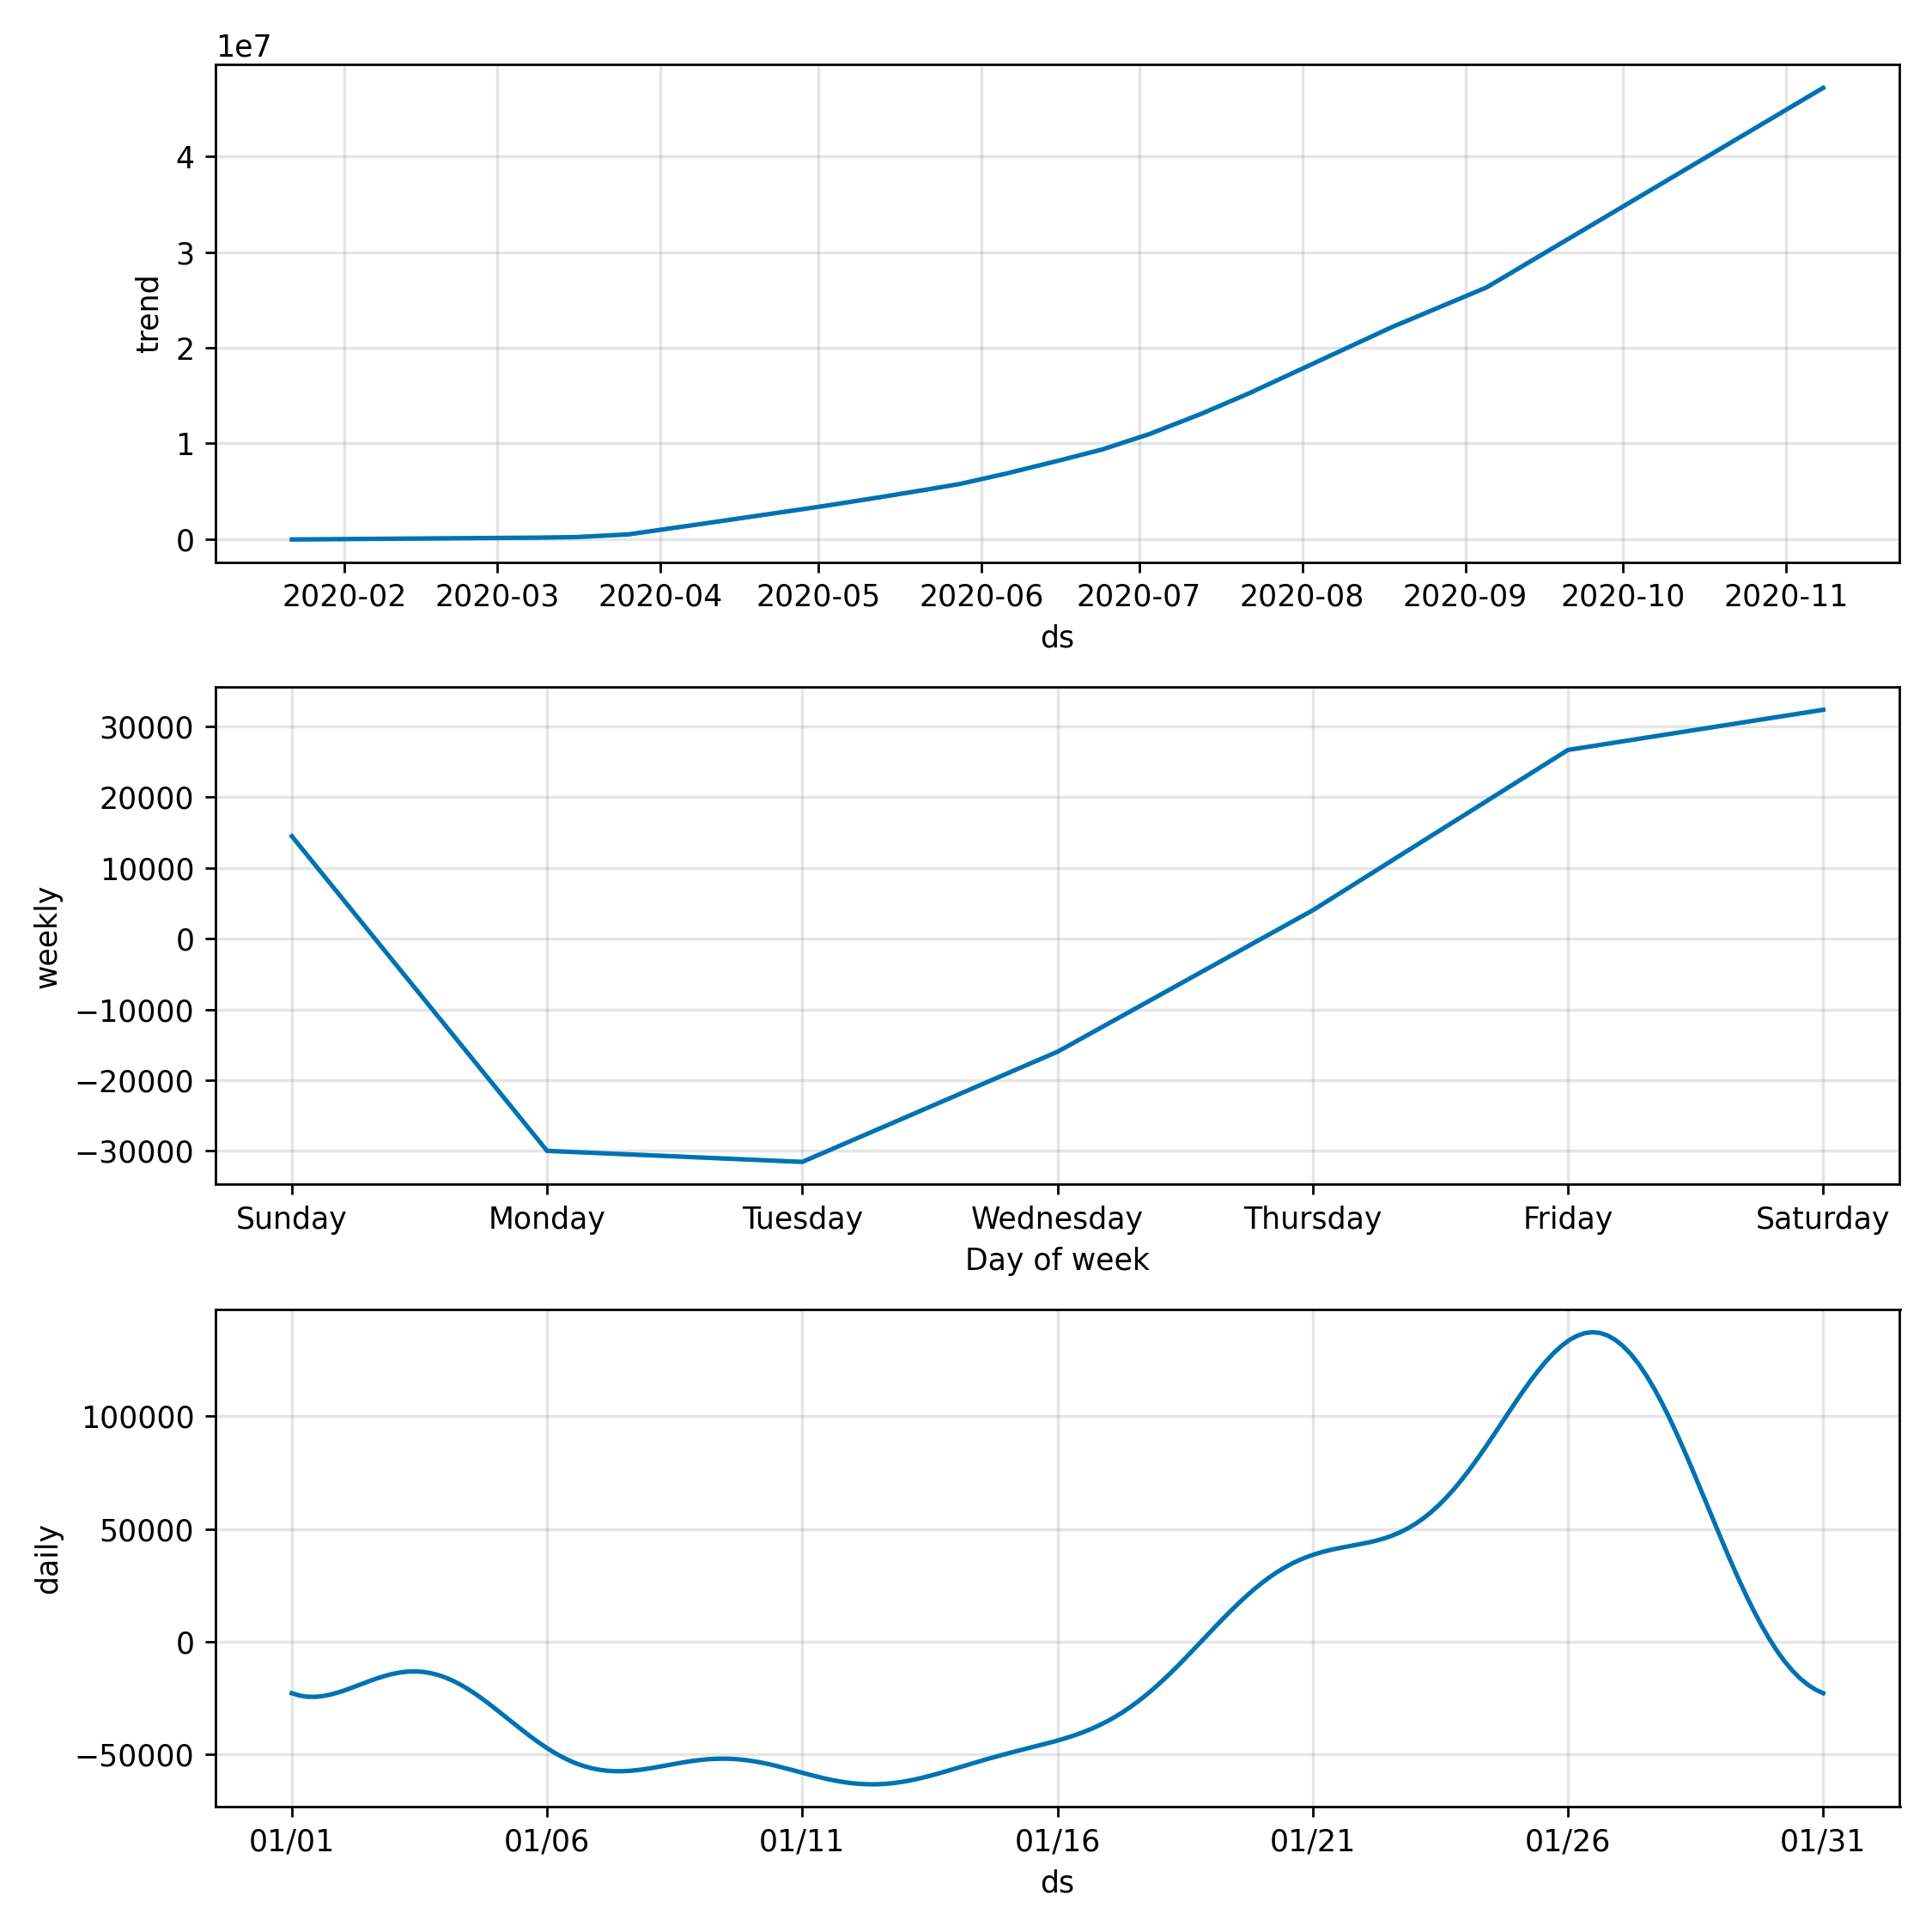 1e7
4
3
2
1
0
trend
2020-02 2020-03 2020-04 2020-05 2020-06 2020-07 2020-08 2020-09 2020-10 2020-11
ds
30000
20000
10000
0
−10000
−20000
−30000
weekly
Sunday Monday Tuesday Wednesday Thursday Friday Saturday
Day of week
100000
50000
0
−50000
daily
01/01 01/06 01/11 01/16 01/21 01/26 01/31
ds